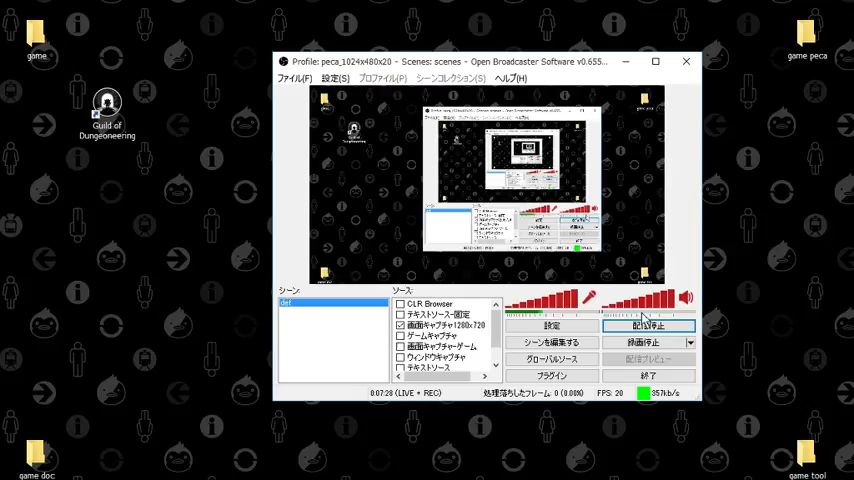 game
game peca
Guild of
Dungeoneering
Profile: peca_1024x480x20 - Scenes: scenes - Open Broadcaster Software v0.655...
ファイル(F) 設定(S) プロファイル(P) シーンコレクション(S) ヘルプ(H)
シーン:
ソース:
def
CLR Browser
テキストソース-固定
画面キャプチャ1280x720
ゲームキャプチャ
画面キャプチャーゲーム
ウィンドウキャプチャ
テキストソース
設定
配信停止
シーンを編集する
録画停止
グローバルソース
配信プレビュー
プラグイン
終了
0:07:28 (LIVE + REC)
処理落ちしたフレーム: 0 (0.00%)
FPS: 20
357kb/s
game doc
game tool